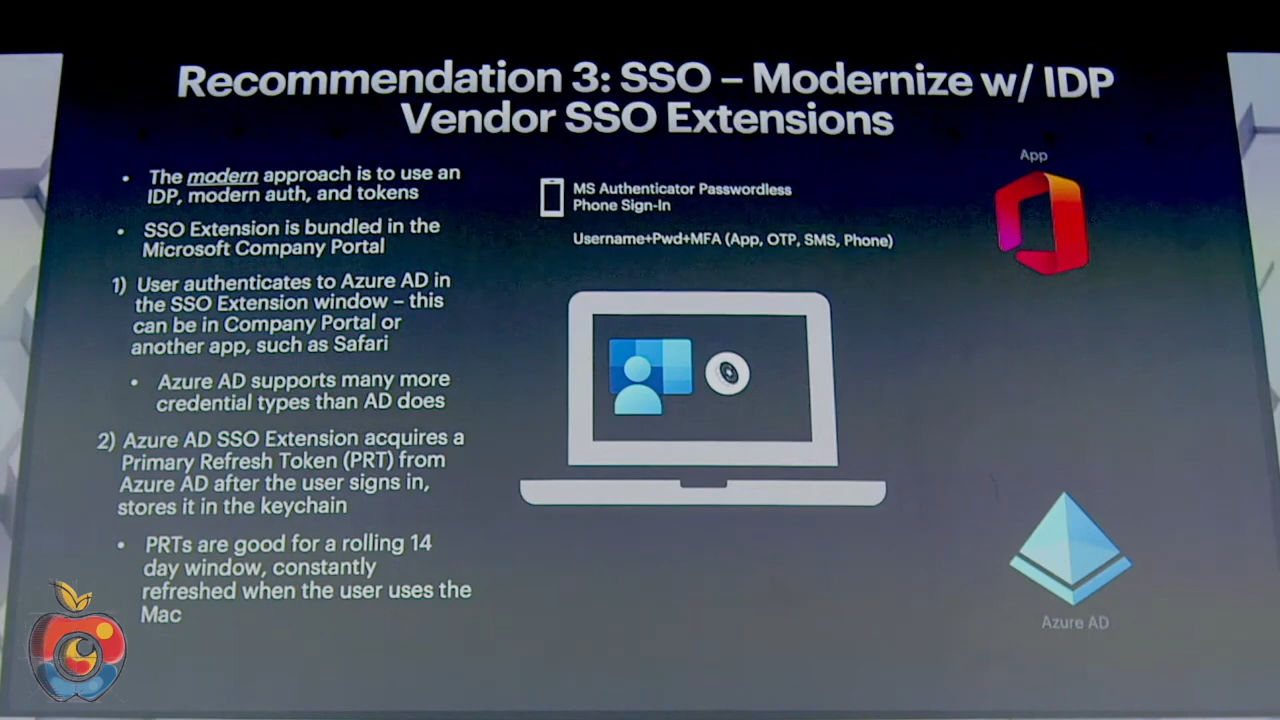 Recommendation 3: SSO – Modernize w/ IDP
Vendor SSO Extensions
• The modern approach is to use an
IDP, modern auth, and tokens
• SSO Extension is bundled in the
Microsoft Company Portal
1) User authenticates to Azure AD in
the SSO Extension window – this
can be in Company Portal or
another app, such as Safari
• Azure AD supports many more
credential types than AD does
2) Azure AD SSO Extension acquires a
Primary Refresh Token (PRT) from
Azure AD after the user signs in,
stores it in the keychain
• PRTs are good for a rolling 14
day window, constantly
refreshed when the user uses the
Mac
MS Authenticator Passwordless
Phone Sign-In
Username+Pwd+MFA (App, OTP, SMS, Phone)
App
Azure AD